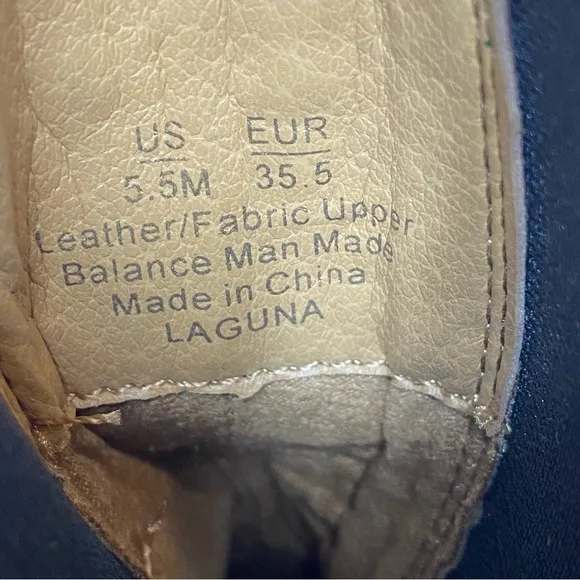 US EUR
5.5M 35.5
Leather/Fabric Upper
Balance Man Made
Made in China
LAGUNA